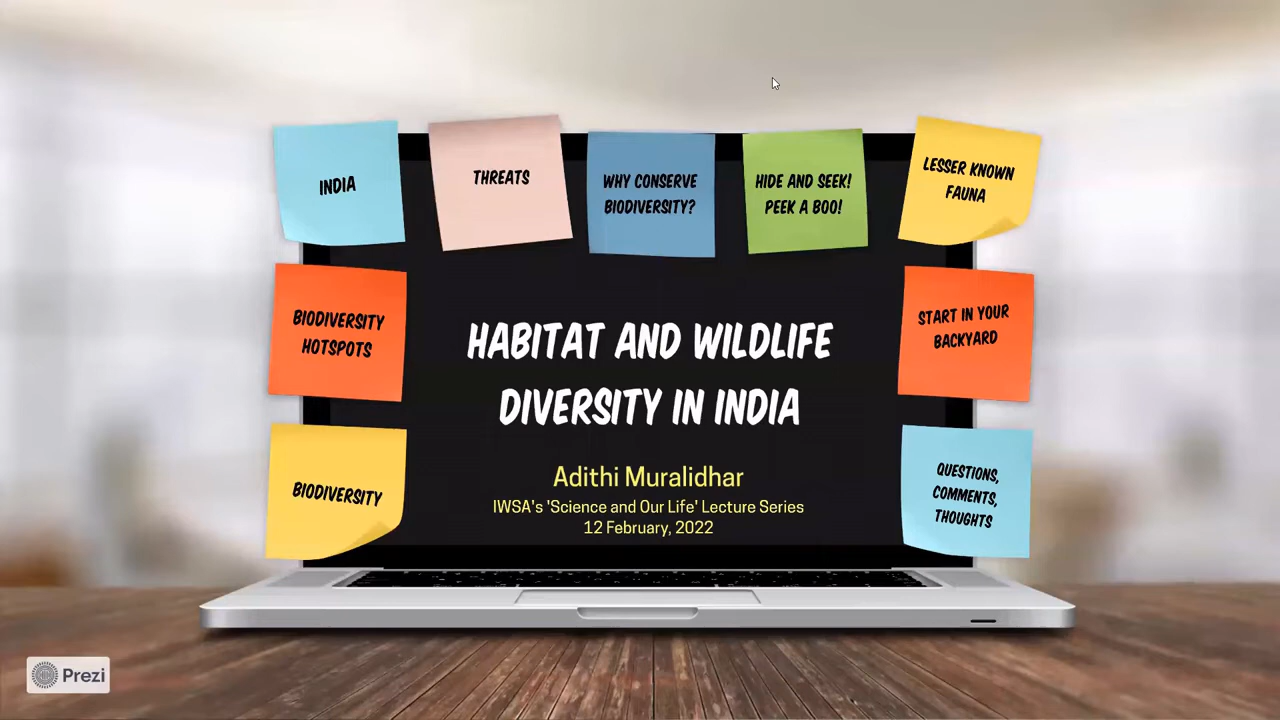 INDIA
THREATS
WHY CONSERVE
BIODIVERSITY?
HIDE AND SEEK!
PEEK A BOO!
LESSER KNOWN
FAUNA
BIODIVERSITY
HOTSPOTS
START IN YOUR
BACKYARD
HABITAT AND WILDLIFE
DIVERSITY IN INDIA
BIODIVERSITY
Adithi Muralidhar
IWSA's 'Science and Our Life' Lecture Series
12 February, 2022
QUESTIONS,
COMMENTS,
THOUGHTS
Prezi